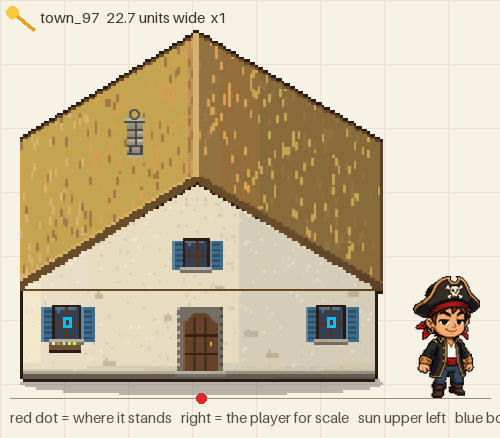 town_97 22.7 units wide x1
red dot = where it stands right = the player for scale sun upper left blue bo